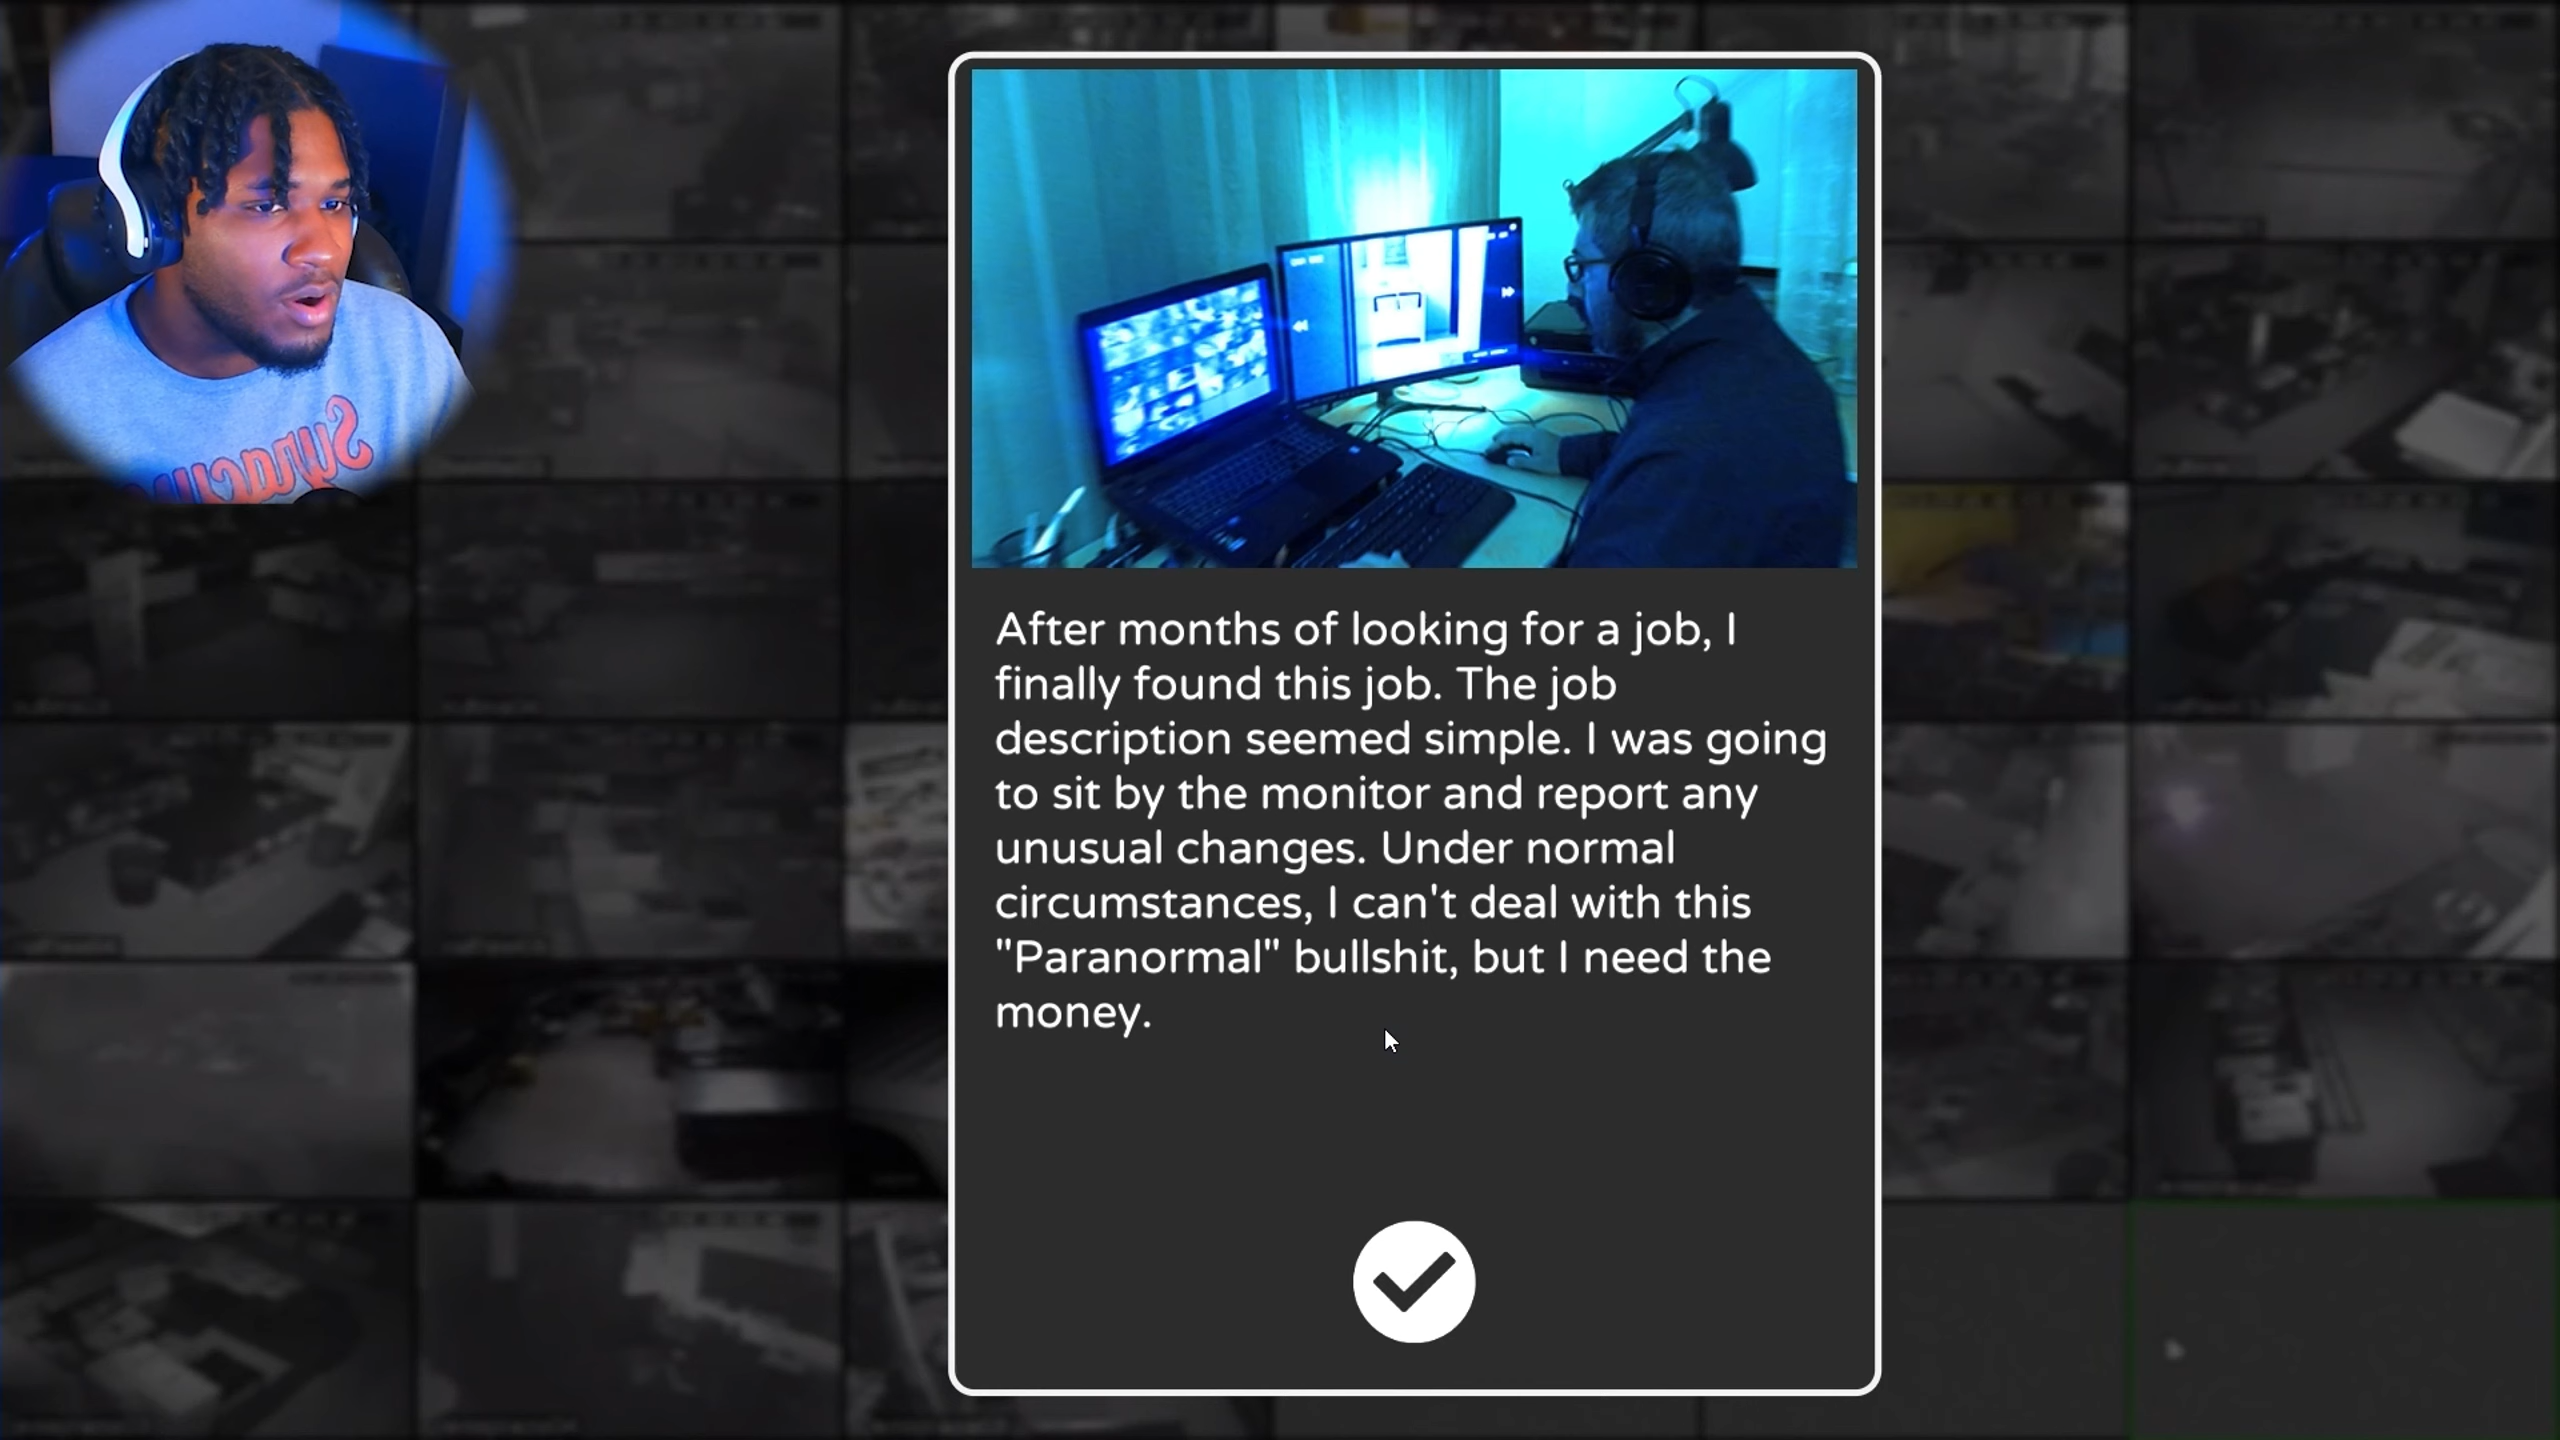 After months of looking for a job, I
finally found this job. The job
description seemed simple. I was going
to sit by the monitor and report any
unusual changes. Under normal
circumstances, I can't deal with this
"Paranormal" bullshit, but I need the
money.